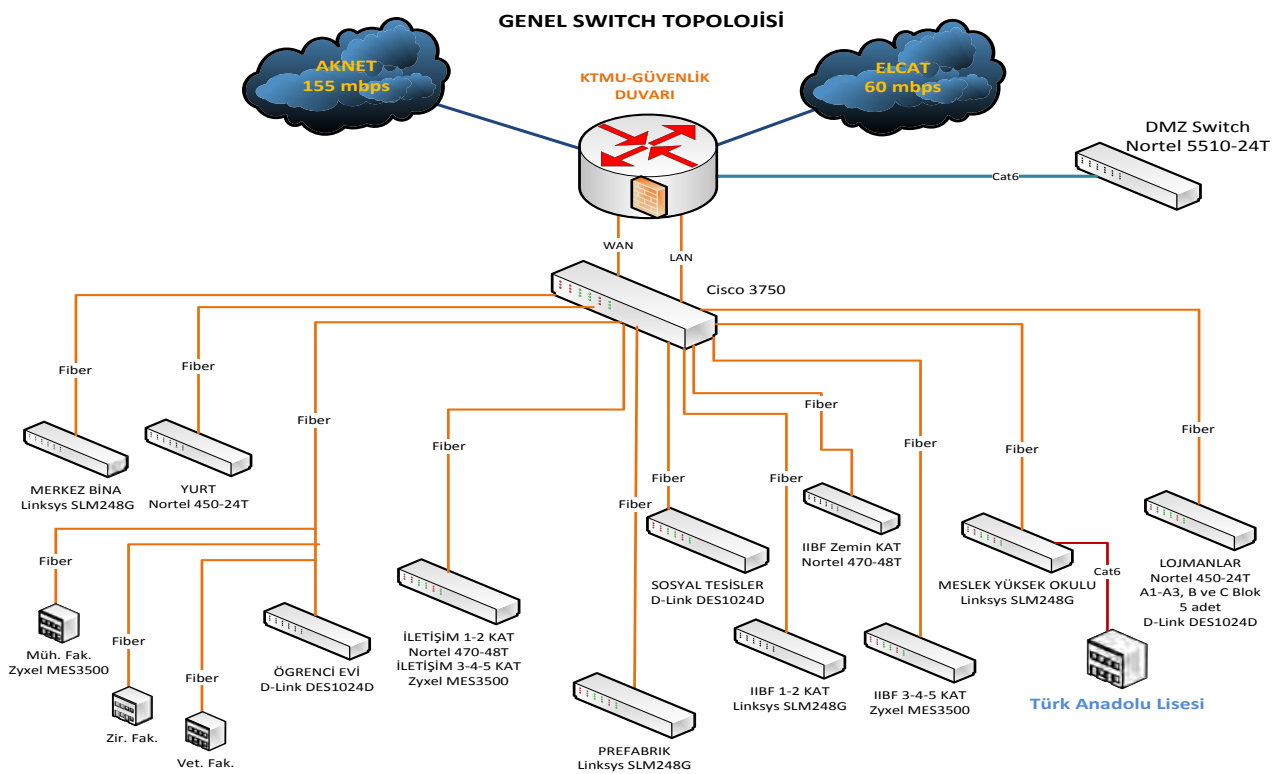 GENEL SWITCH TOPOLOJİSİ
AKNET
155 mbps
KTMU-GÜVENLİK
DUVARI
ELCAT
60 mbps
DMZ Switch
Nortel 5510-24T
Cat6
WAN
LAN
Cisco 3750
Fiber
Fiber
Fiber
Fiber
Fiber
Fiber
Fiber
Fiber
Fiber
Fiber
Fiber
MERKEZ BİNA
Linksys SLM248G
YURT
Nortel 450-24T
Fiber
Fiber
Fiber
Müh. Fak.
Zyxel MES3500
Zir. Fak.
Vet. Fak.
ÖGRENCİ EVİ
D-Link DES1024D
İLETİŞİM 1-2 KAT
Nortel 470-48T
İLETİŞİM 3-4-5 KAT
Zyxel MES3500
SOSYAL TESİSLER
D-Link DES1024D
PREFABRIK
Linksys SLM248G
IIBF Zemin KAT
Nortel 470-48T
IIBF 1-2 KAT
Linksys SLM248G
IIBF 3-4-5 KAT
Zyxel MES3500
MESLEK YÜKSEK OKULU
Linksys SLM248G
Cat6
Türk Anadolu Lisesi
LOJMANLAR
Nortel 450-24T
A1-A3, B ve C Blok
5 adet
D-Link DES1024D